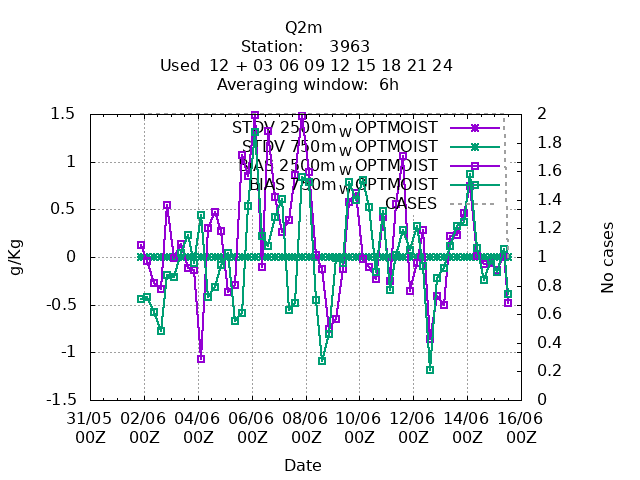 Q2m
Station: 3963
Used 12 + 03 06 09 12 15 18 21 24
Averaging window: 6h
STDV 2500m_W OPTMOIST
STDV 750m_W OPTMOIST
BIAS 2500m_W OPTMOIST
BIAS 750m_W OPTMOIST
CASES
1.5
1
0.5
0
-0.5
-1
-1.5
g/Kg
2
1.8
1.6
1.4
1.2
1
0.8
0.6
0.4
0.2
0
No cases
31/05 02/06 04/06 06/06 08/06 10/06 12/06 14/06 16/06
00Z 00Z 00Z 00Z 00Z 00Z 00Z 00Z 00Z
Date